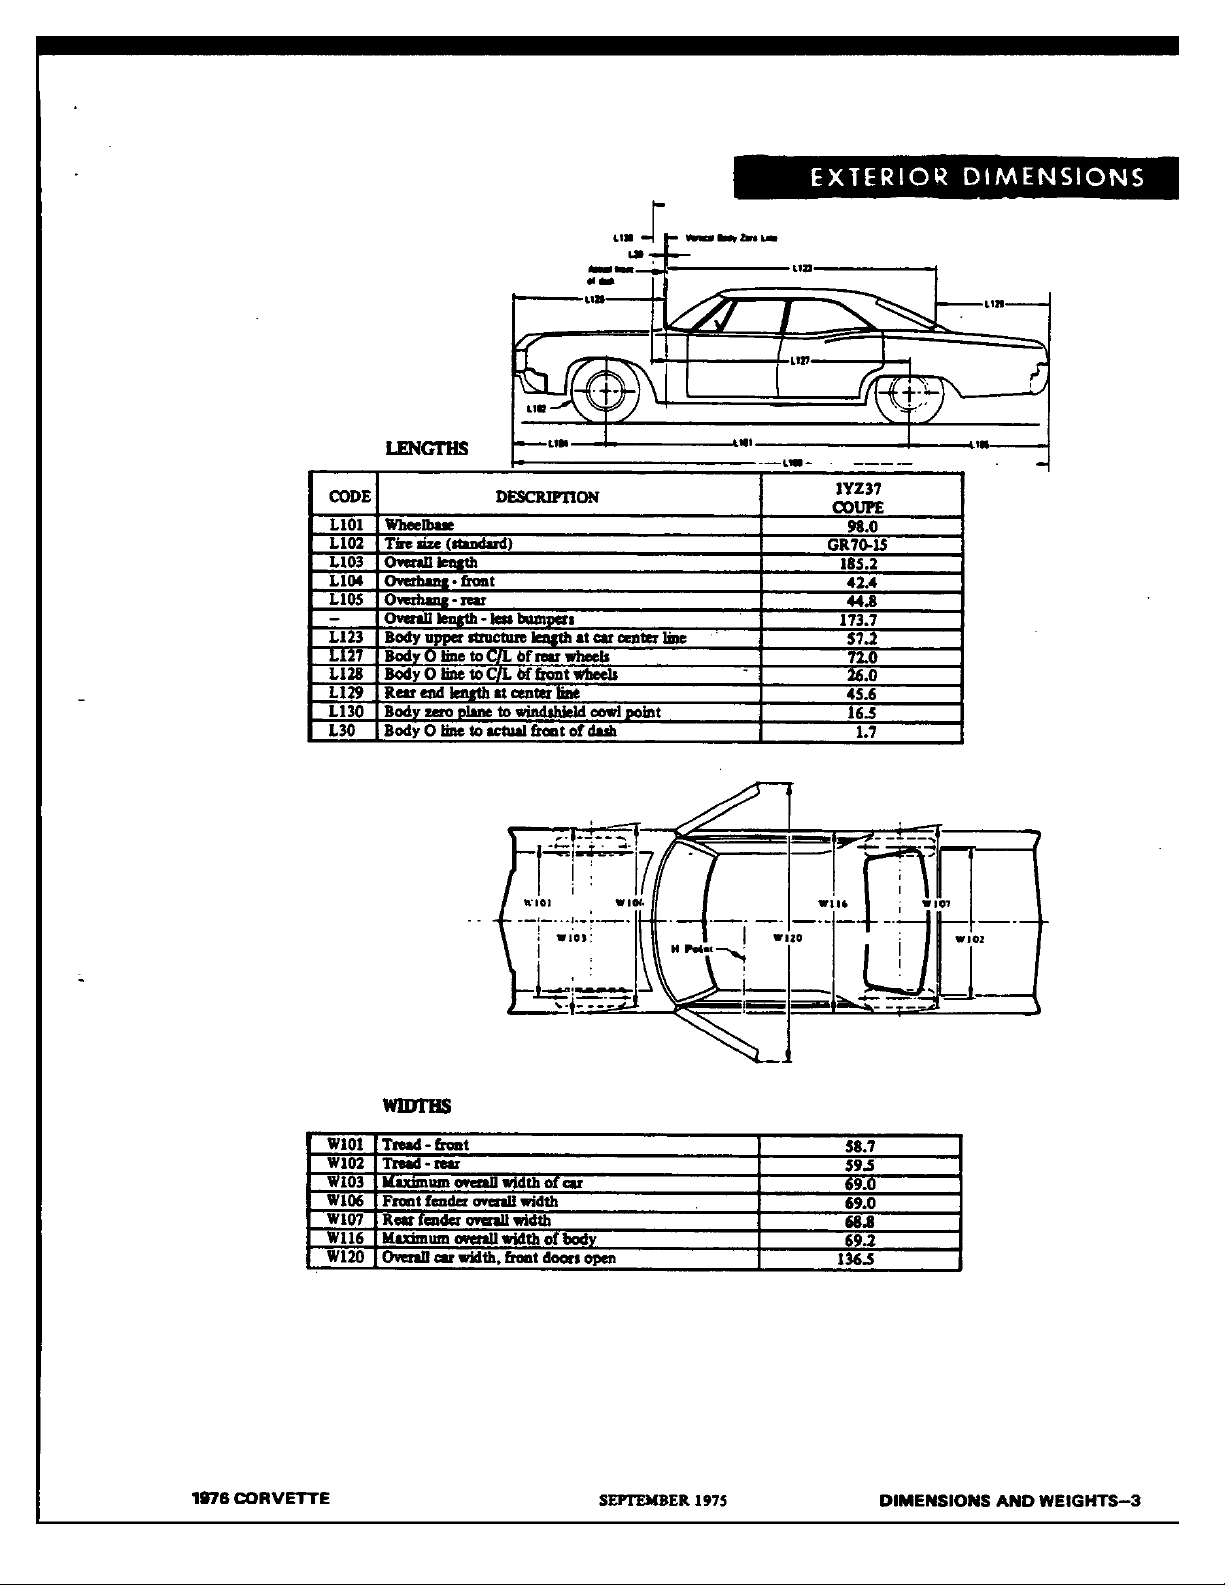 EXTERIOR DIMENSIONS
L130
Vertical Body Zero Line
L30
Actual front
of dash
L123
L128
L129
L127
L102
L104
L101
L105
L103
LENGTHS
CODE DESCRIPTION 1YZ37 COUPE
L101 Wheelbase 98.0
L102 Tire size (standard) GR70-15
L103 Overall length 185.2
L104 Overhang - front 42.4
L105 Overhang - rear 44.8
– Overall length - less bumpers 173.7
L123 Body upper structure length at car center line 57.2
L127 Body O line to C/L of rear wheels 72.0
L128 Body O line to C/L of front wheels 26.0
L129 Rear end length at center line 45.6
L130 Body zero plane to windshield cowl point 16.5
L30 Body O line to actual front of dash 1.7
W101
W106
W116
W107
W103
H Point
W120
W102
WIDTHS
W101 Tread - front 58.7
W102 Tread - rear 59.5
W103 Maximum overall width of car 69.0
W106 Front fender overall width 69.0
W107 Rear fender overall width 68.8
W116 Maximum overall width of body 69.2
W120 Overall car width, front doors open 136.5
1976 CORVETTE SEPTEMBER 1975 DIMENSIONS AND WEIGHTS–3